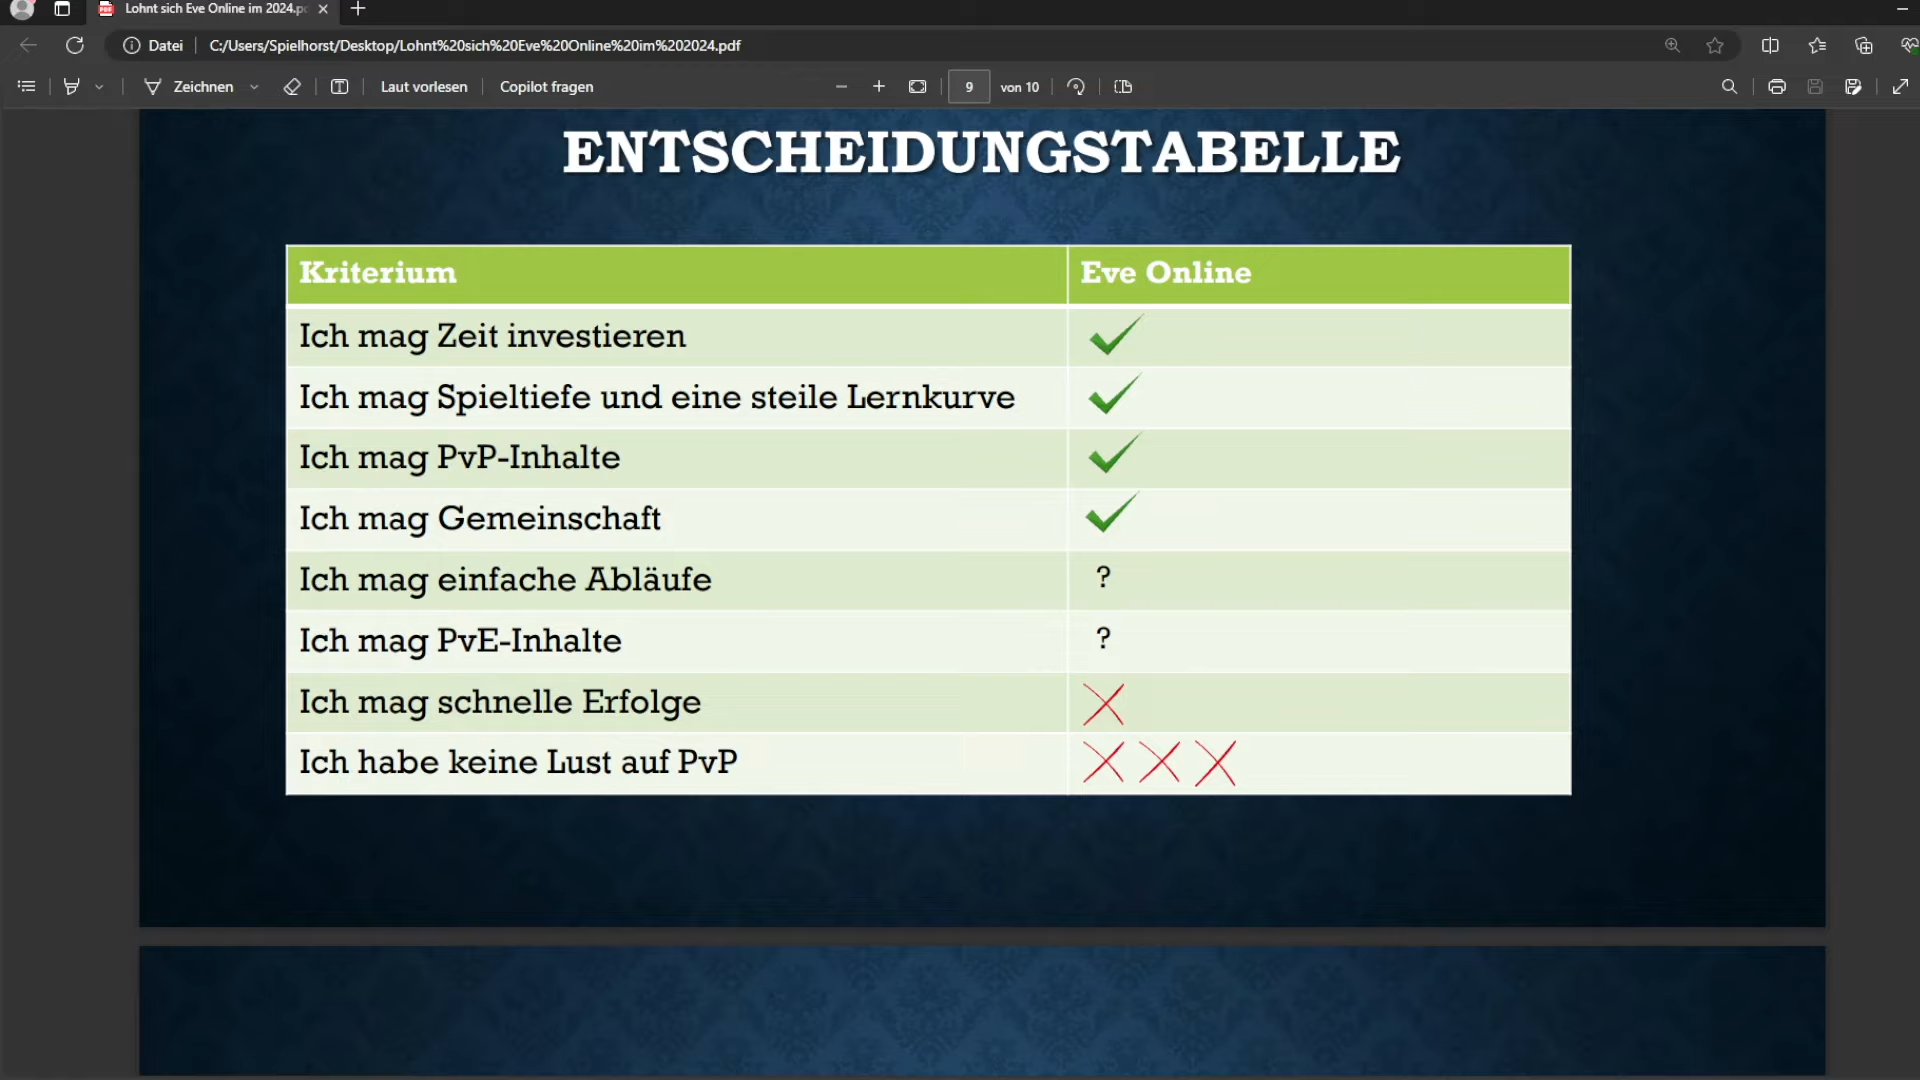 Lohnt sich Eve Online im 2024.p
Datei
C:/Users/Spielhorst/Desktop/Lohnt%20sich%20Eve%20Online%20im%202024.pdf
Zeichnen
Laut vorlesen
Copilot fragen
9
von 10
ENTSCHEIDUNGSTABELLE
Kriterium
Eve Online
Ich mag Zeit investieren
Ich mag Spieltiefe und eine steile Lernkurve
Ich mag PvP-Inhalte
Ich mag Gemeinschaft
Ich mag einfache Abläufe
?
Ich mag PvE-Inhalte
?
Ich mag schnelle Erfolge
Ich habe keine Lust auf PvP